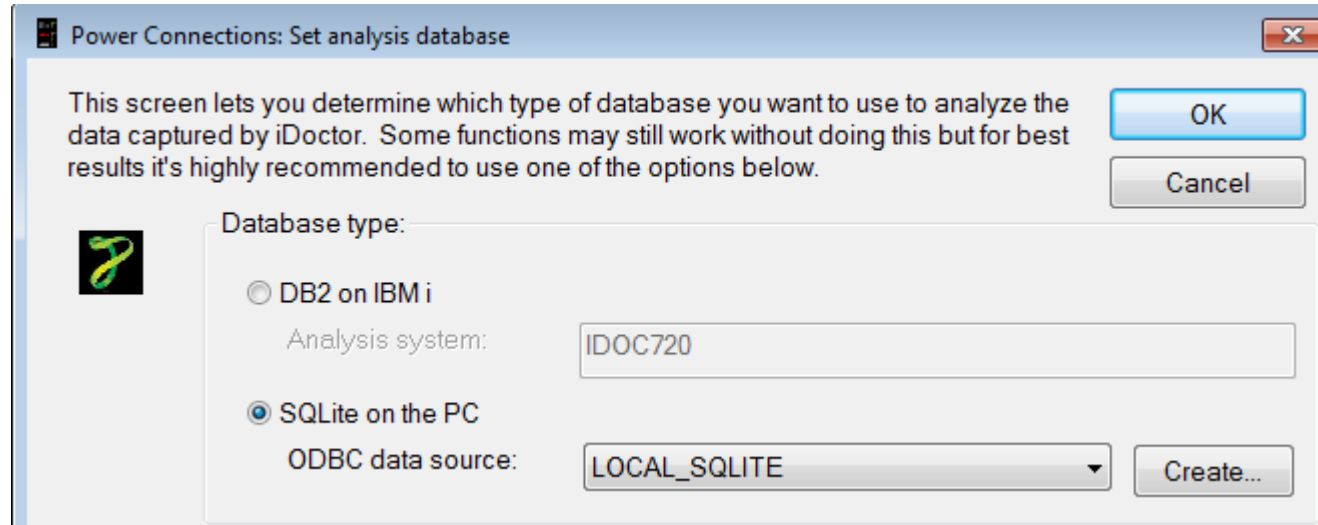 Power Connections: Set analysis database
This screen lets you determine which type of database you want to use to analyze the
data captured by iDoctor.  Some functions may still work without doing this but for best
results it's highly recommended to use one of the options below.
OK
Cancel
Database type:
DB2 on IBM i
Analysis system:
IDOC720
SQLite on the PC
ODBC data source:
LOCAL_SQLITE
Create...